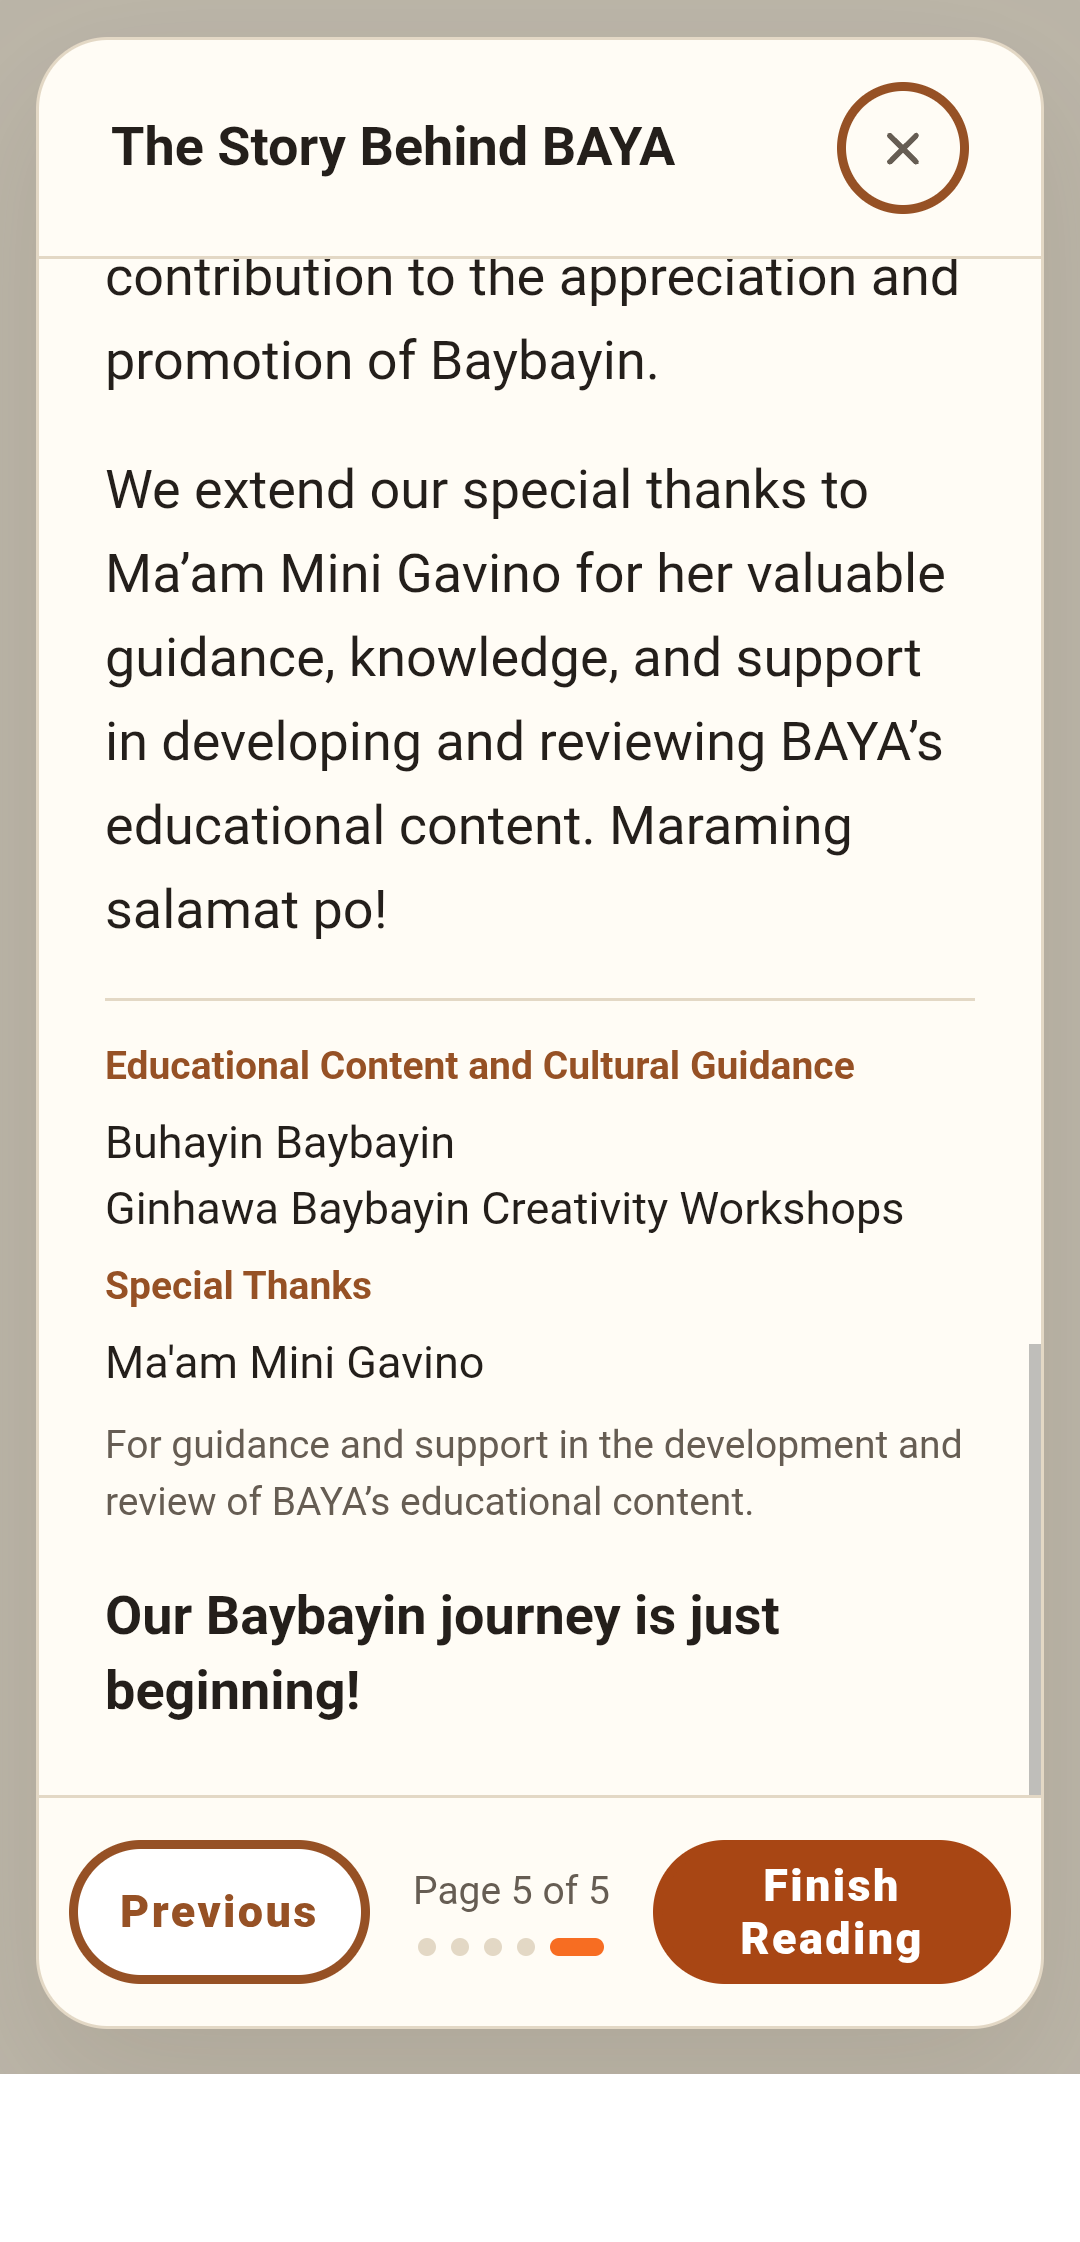 The Story Behind BAYA
contribution to the appreciation and
promotion of Baybayin.
We extend our special thanks to
Ma’am Mini Gavino for her valuable
guidance, knowledge, and support
in developing and reviewing BAYA’s
educational content. Maraming
salamat po!
Educational Content and Cultural Guidance
Buhayin Baybayin
Ginhawa Baybayin Creativity Workshops
Special Thanks
Ma'am Mini Gavino
For guidance and support in the development and
review of BAYA’s educational content.
Our Baybayin journey is just
beginning!
Previous
Page 5 of 5
Finish
Reading